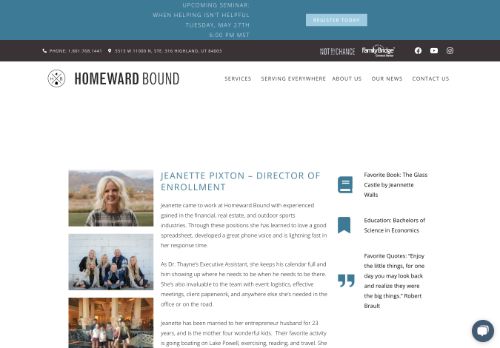 UPCOMING SEMINAR:
WHEN HELPING ISN'T HELPFUL
TUESDAY, MAY 27TH
6:00 PM MST
REGISTER TODAY
PHONE: 1.801.768.1441
5513 W 11000 N, STE. 316 HIGHLAND, UT 84003
NOT BY CHANCE
FamilyBridge
HOMEWARD BOUND
SERVICES
SERVING EVERYWHERE
ABOUT US
OUR NEWS
CONTACT US
JEANETTE PIXTON – DIRECTOR OF
ENROLLMENT
Jeanette came to work at Homeward Bound with experienced
gained in the financial, real estate, and outdoor sports
industries. Through these positions she has learned to love a good
spreadsheet, developed a great phone voice and is lightning fast in
her response time.
As Dr. Thayne's Executive Assistant, she keeps his calendar full and
him showing up where he needs to be when he needs to be there.
She's also invaluable to the team with event logistics, effective
meetings, client paperwork, and anywhere else she's needed in the
office or on the road.
Jeanette has been married to her entrepreneur husband for 23
years, and is the mother four wonderful kids. Their favorite activity
is going boating on Lake Powell, exercising, reading, and travel. She
Favorite Book: The Glass
Castle by Jeannette
Walls
Education: Bachelors of
Science in Economics
Favorite Quotes: "Enjoy
the little things, for one
day you may look back
and realize they were
the big things." Robert
Brault